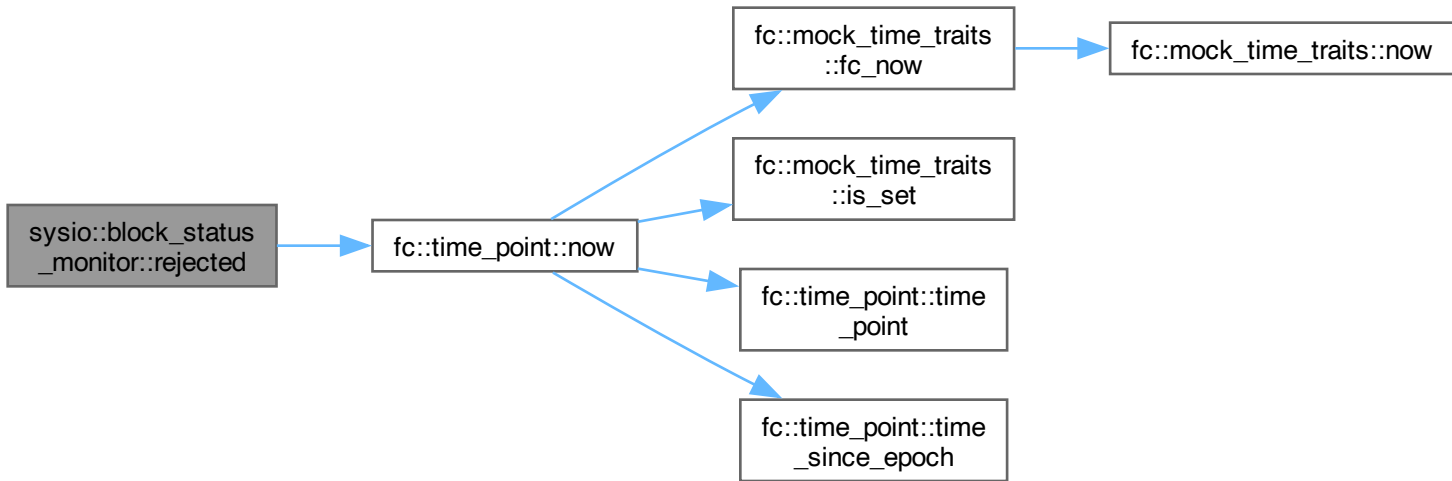 sysio::block_status
_monitor::rejected
fc::time_point::now
fc::mock_time_traits
::fc_now
fc::mock_time_traits::now
fc::mock_time_traits
::is_set
fc::time_point::time
_point
fc::time_point::time
_since_epoch